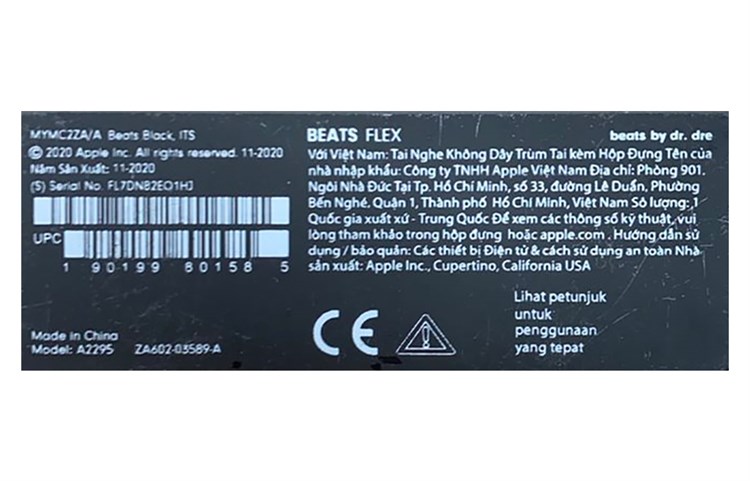 MYMC2ZA/A Beats Black, ITS
© 2020 Apple Inc. All rights reserved. 11-2020
Năm Sản Xuất: 11-2020
(S) Serial No. FL7DN82EO1HJ
UPC
1 90199 80158 5
Made in China
Model: A2295 ZA602-03589-A
BEATS FLEX beats by dr. dre
Với Việt Nam: Tai Nghe Không Dây Trùm Tai kèm Hộp Đựng Tên của
nhà nhập khẩu: Công ty TNHH Apple Việt Nam Địa chỉ: Phòng 901.
Ngôi Nhà Đức Tại Tp. Hồ Chí Minh, số 33, đường Lê Duẩn, Phường
Bến Nghé. Quận 1, Thành phố Hồ Chí Minh, Việt Nam Số lượng: 1
Quốc gia xuất xứ - Trung Quốc Để xem các thông số kỹ thuật, vui
lòng tham khảo trong hộp đựng hoặc apple.com . Hướng dẫn sử
dụng / bảo quản: Các thiết bị Điện tử & cách sử dụng an toàn Nhà
sản xuất: Apple Inc., Cupertino, California USA
CE
Lihat petunjuk
untuk
penggunaan
yang tepat